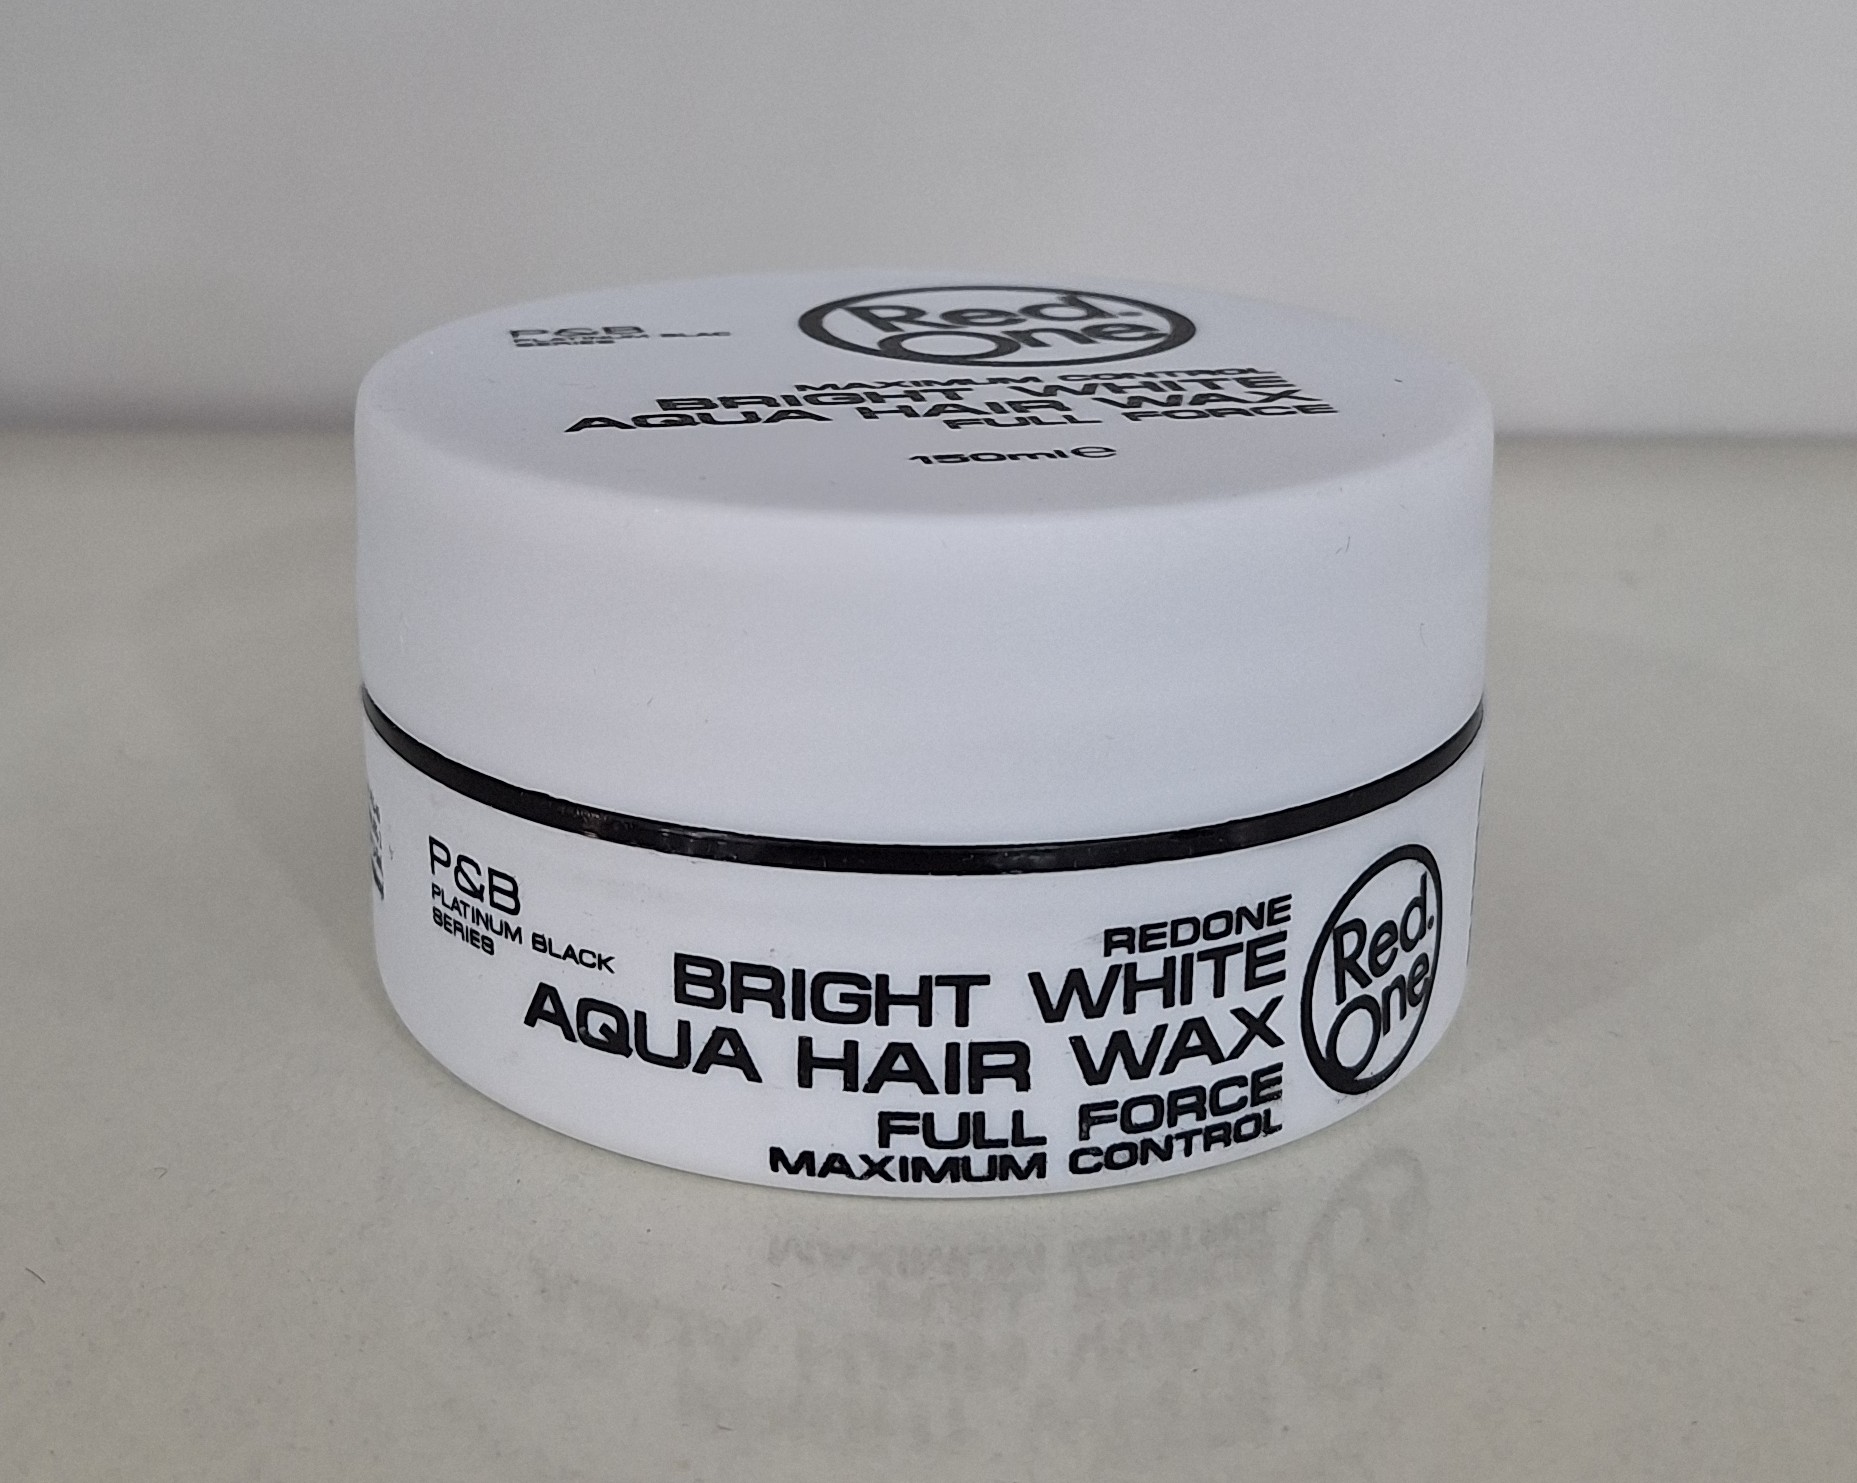 P&B
PLATINUM BLAC
SERIES
Red.
One
MAXIMUM CONTROL
BRIGHT WHITE
AQUA HAIR WAX
FULL FORCE
150ml e
P&B
PLATINUM BLACK
SERIES
REDONE
BRIGHT WHITE
AQUA HAIR WAX
FULL FORCE
MAXIMUM CONTROL
Red.
One